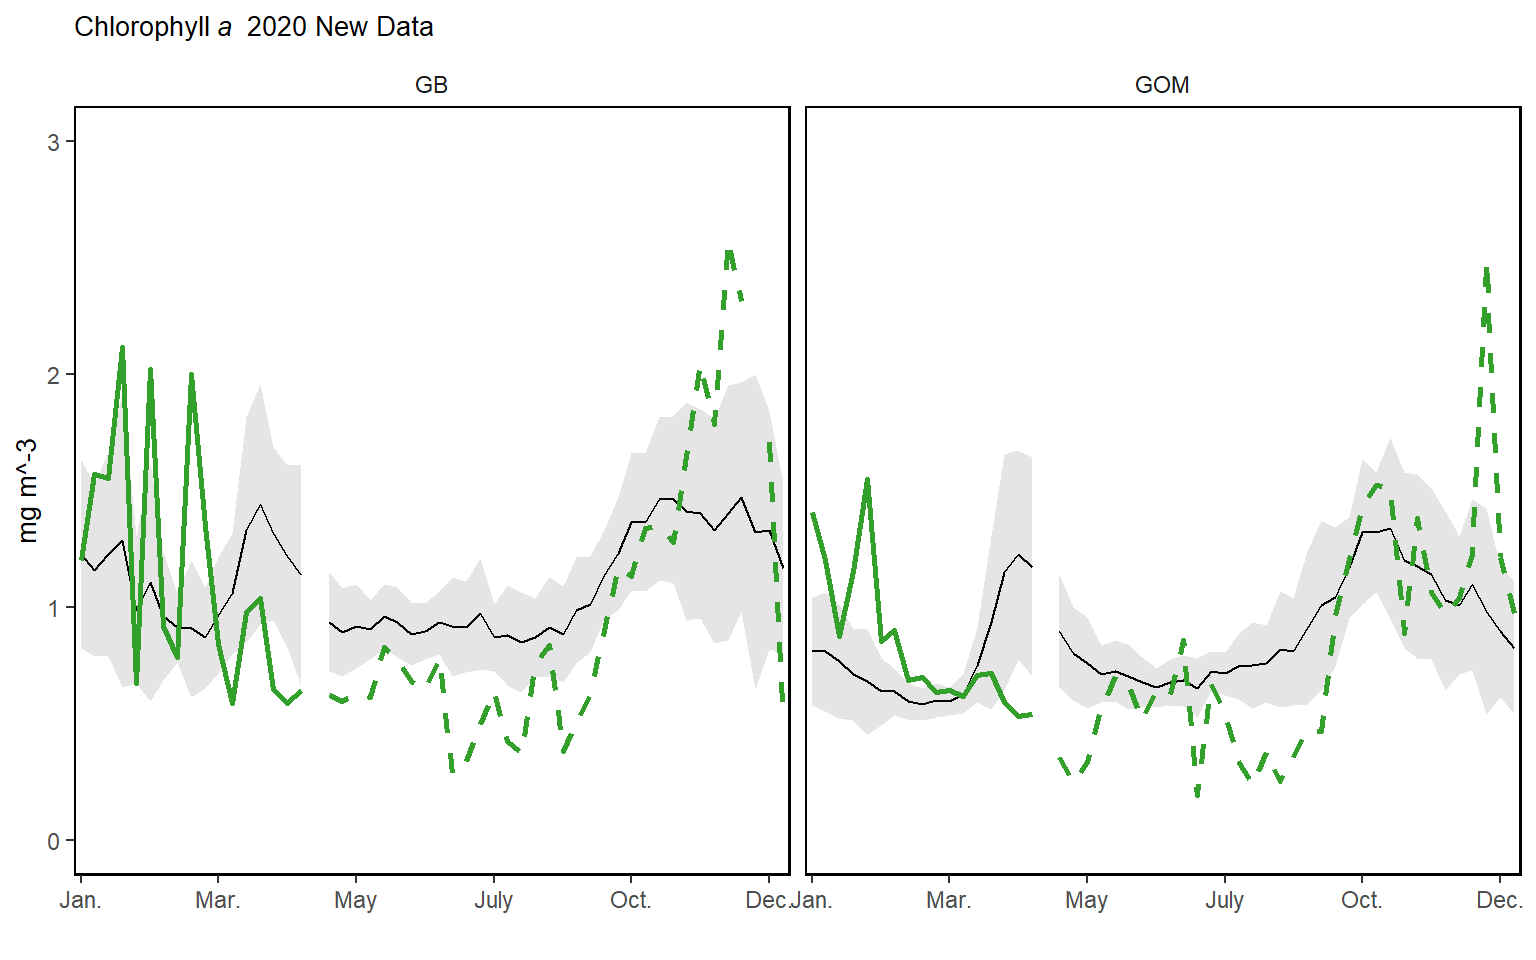 Chlorophyll a 2020 New Data
GB GOM
3
2
1
0
mg m^-3
Jan. Mar. May July Oct. Dec. Jan. Mar. May July Oct. Dec.